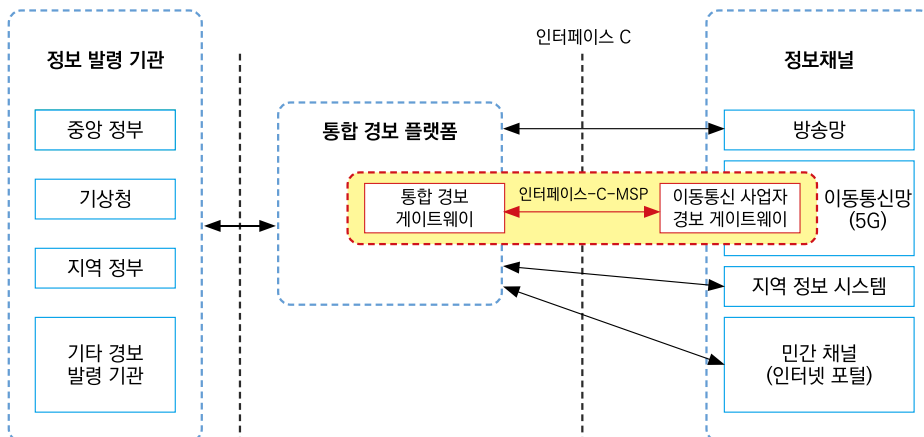 인터페이스 C
정보 발령 기관
중앙 정부
기상청
지역 정부
기타 경보
발령 기관
통합 경보 플랫폼
통합 경보
게이트웨이
인터페이스-C-MSP
이동통신 사업자
경보 게이트웨이
정보채널
방송망
이동통신망
(5G)
지역 정보 시스템
민간 채널
(인터넷 포털)